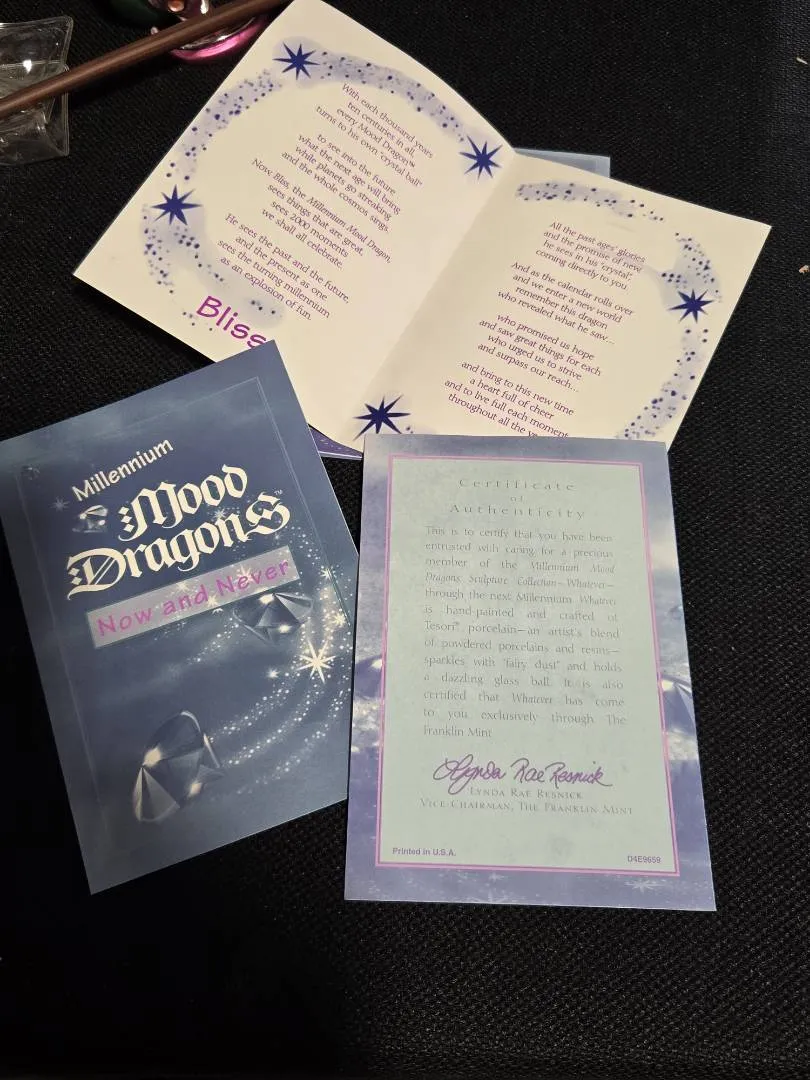 With each thousand years
ten centuries in all,
every Mood Dragon™
turns to his own "crystal ball"
to see into the future
what the next age will bring
while planets go streaking
and the whole cosmos sings.
Now, Bliss, the Millennium Mood Dragon,
sees things that are great,
sees 2000 moments
we shall all celebrate.
He sees the past and the future,
and the present as one
sees the turning millennium
as an explosion of fun.
Bliss
All the past ages' glories
and the promise of new
he sees in his "crystal,"
coming directly to you.
And as the calendar rolls over
and we enter a new world
remember this dragon
who revealed what he saw...
who promised us hope
and saw great things for each
who urged us to strive
and surpass our reach...
and bring to this new time
a heart full of cheer
and to live full each moment
throughout all the
Millennium
Mood
Dragons™
Now and Never
Certificate
of
Authenticity
This is to certify that you have been
entrusted with caring for a precious
member of the Millennium Mood
Dragons Sculpture Collection—Whatever—
through the next Millennium. Whatever
is hand-painted and crafted of
Tesori® porcelain—an artist's blend
of powdered porcelains and resins—
sparkles with "fairy dust" and holds
a dazzling glass ball. It is also
certified that Whatever has come
to you exclusively through The
Franklin Mint
Lynda Rae Resnick
Lynda Rae Resnick
Vice-Chairman, The Franklin Mint
Printed in U.S.A.
04E9659